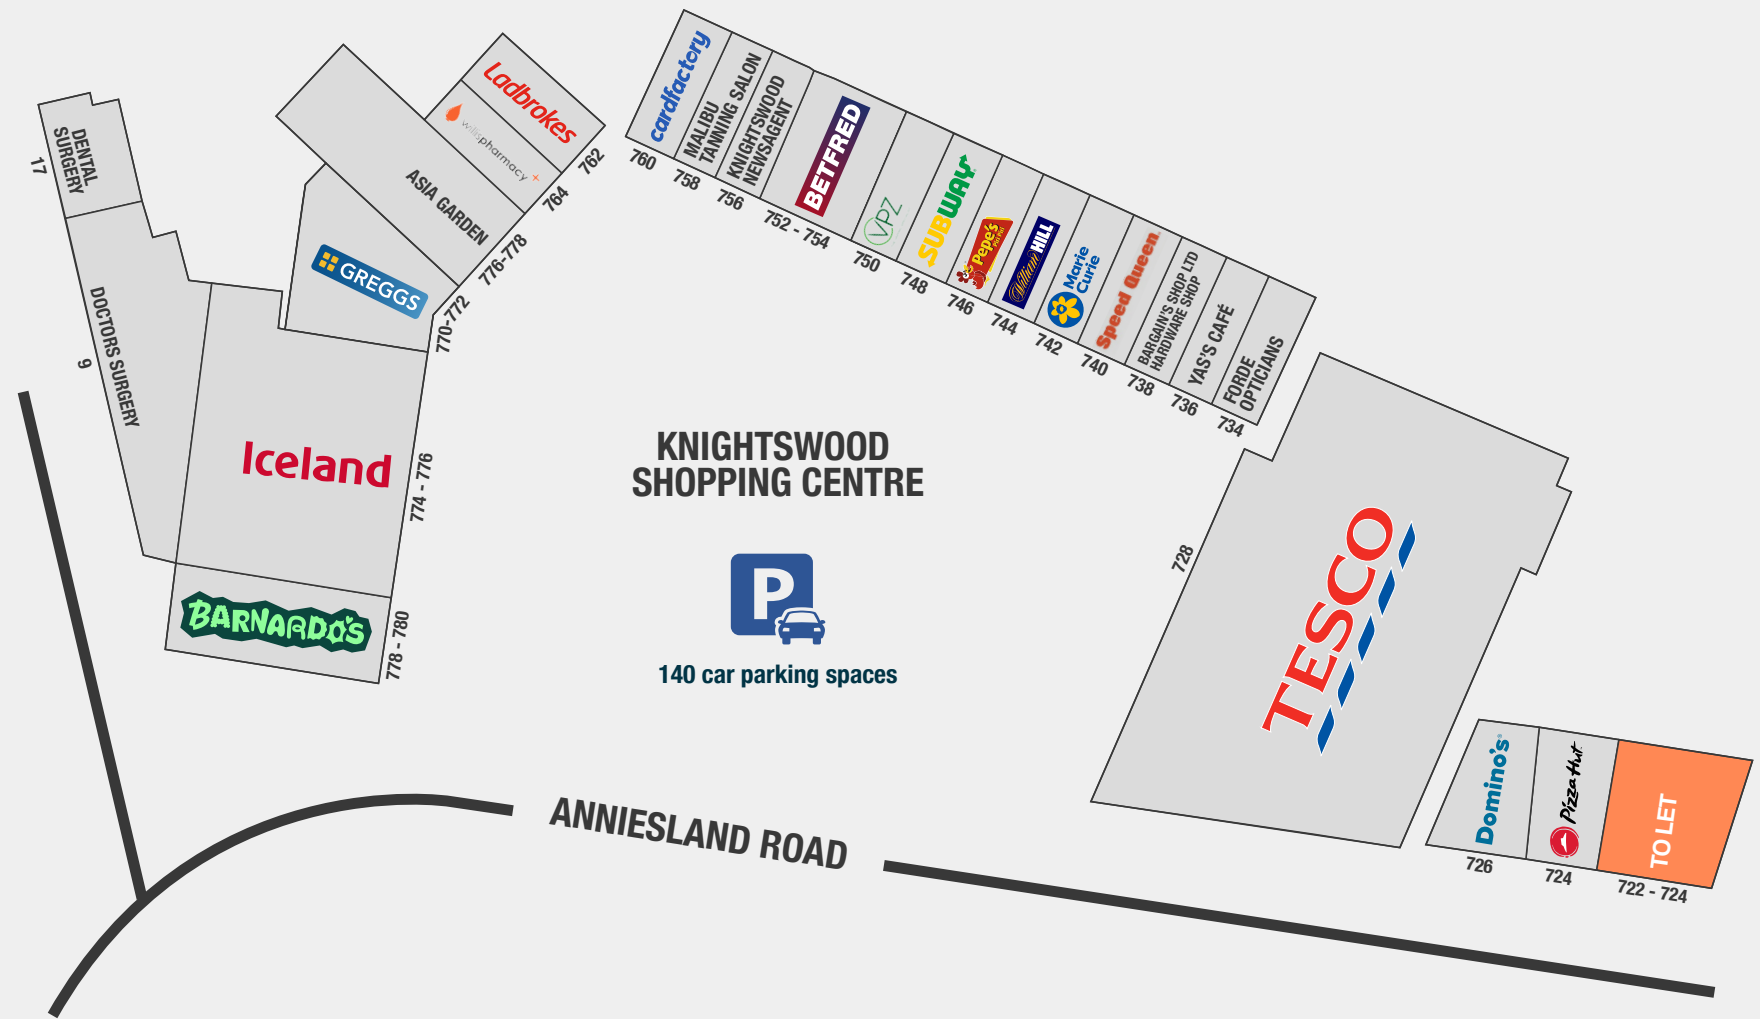 DENTAL
SURGERY
17
DOCTORS SURGERY
9
Iceland
774 - 776
BARNARDO'S
778 - 780
GREGGS
770-772
ASIA GARDEN
776-778
willispharmacy
764
Ladbrokes
762
cardfactory
760
MALIBU
TANNING SALON
758
KNIGHTSWOOD
NEWSAGENT
756
BETFRED
752 - 754
VPZ
750
SUBWAY
748
Pepe's
Piri Piri
746
William HILL
744
Marie
Curie
742
Speed Queen
740
BARGAIN'S SHOP LTD
HARDWARE SHOP
738
YAS'S CAFÉ
736
FORDE
OPTICIANS
734
KNIGHTSWOOD
SHOPPING CENTRE
P
140 car parking spaces
728
TESCO
Domino's
726
Pizza Hut
724
TO LET
722 - 724
ANNIESLAND ROAD